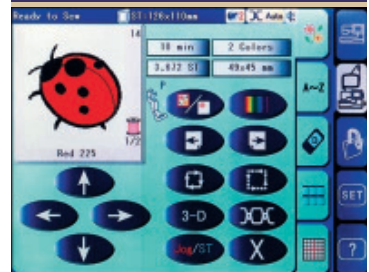 Ready to Sew
ST:126x110mm
Auto
14
10 min
2 Colors
3,072 ST
49x45 mm
P
1/2
Red 225
A~Z
3-D
Jog/ST
X
SET
?